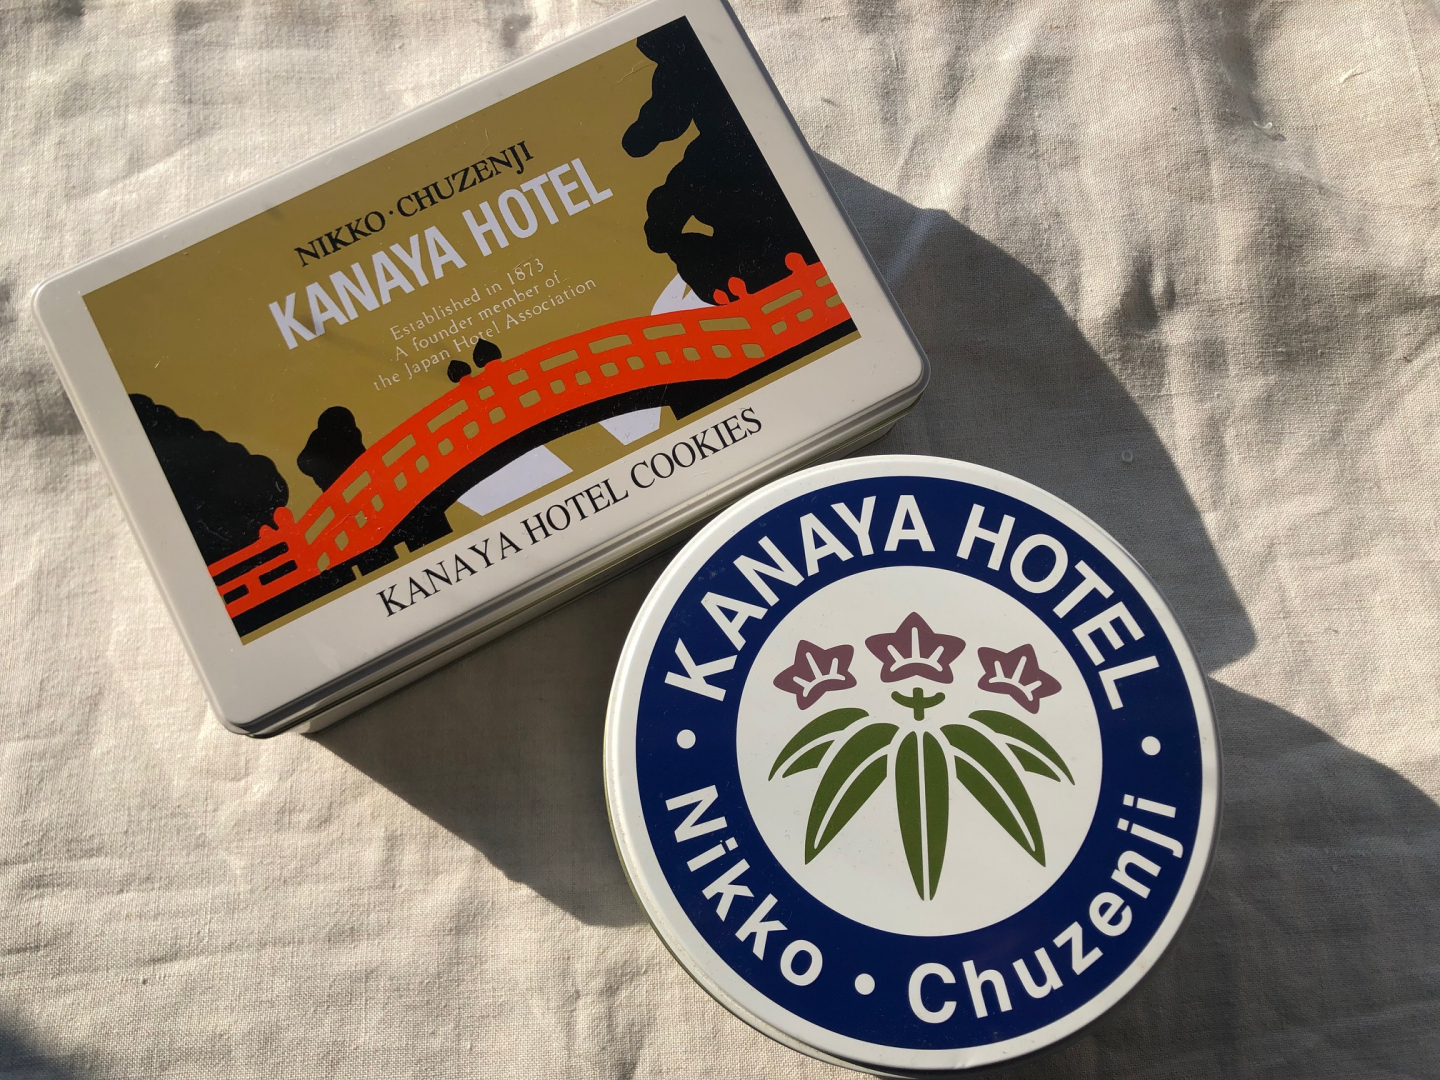 NIKKO·CHUZENJI
KANAYA HOTEL
Established in 1873
A founder member of
the Japan Hotel Association
KANAYA HOTEL COOKIES
KANAYA HOTEL
• Nikko • Chuzenji •